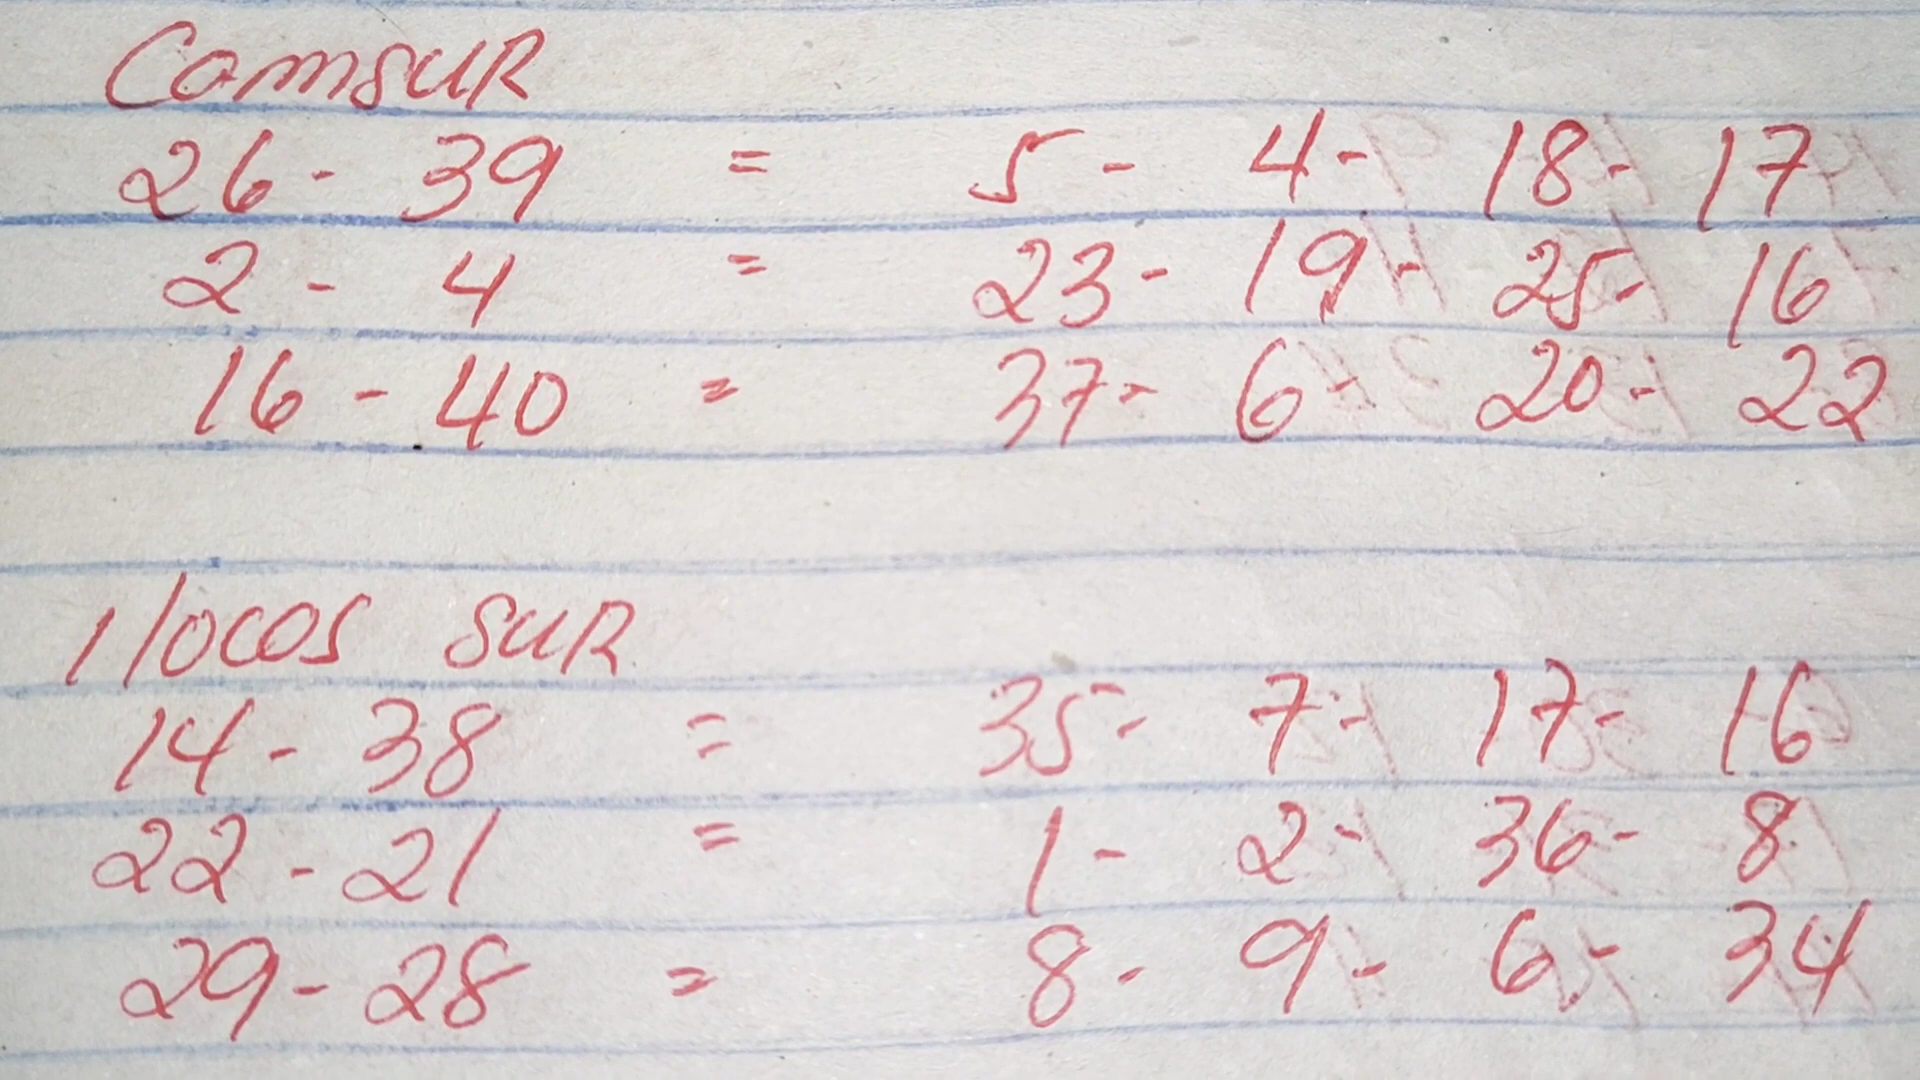 CamSUR
26 - 39 = 5 - 4 - 18 - 17
2 - 4 = 23 - 19 - 25 - 16
16 - 40 = 37 - 6 - 20 - 22
Ilocos SUR
14 - 38 = 35 - 7 - 17 - 16
22 - 21 = 1 - 2 - 36 - 8
29 - 28 = 8 - 9 - 6 - 34